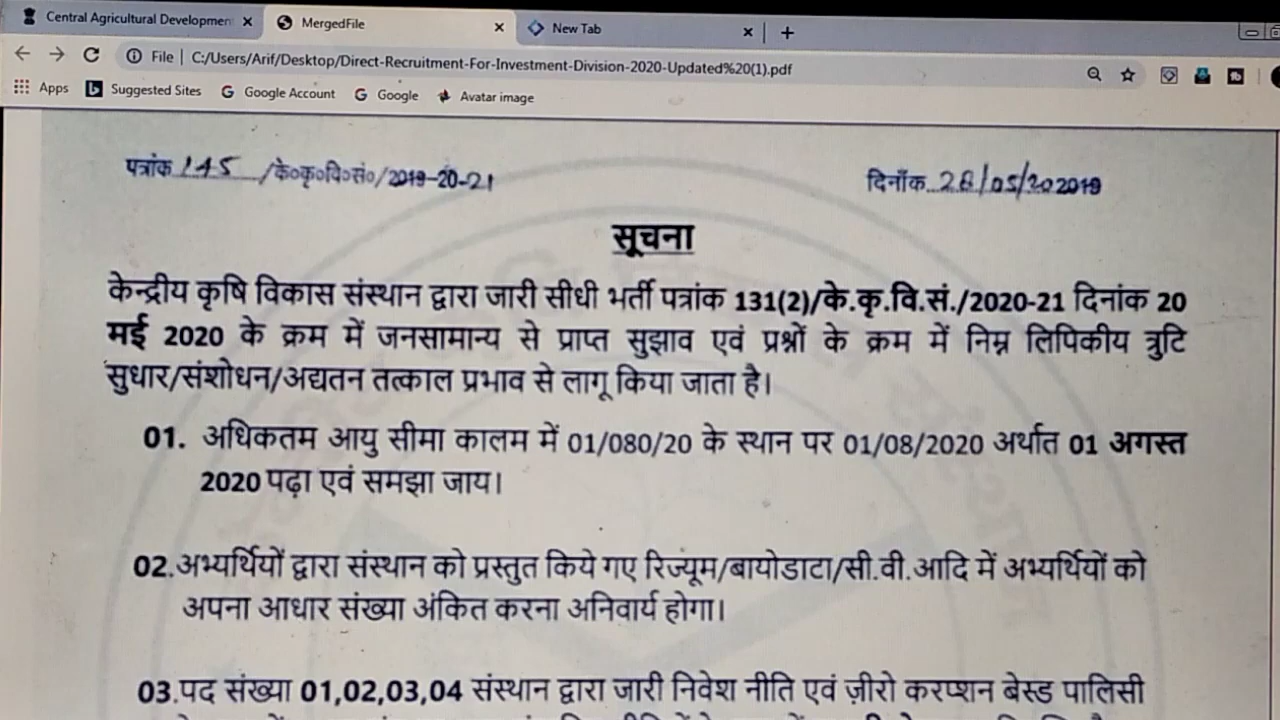 Central Agricultural Developmen
MergedFile
New Tab
File | C:/Users/Arif/Desktop/Direct-Recruitment-For-Investment-Division-2020-Updated%20(1).pdf
Apps Suggested Sites Google Account Google Avatar image
पत्रांक 145 /के०कृ०वि०सं०/2019-20-21
दिनाँक 28/05/20 2019
सूचना
केन्द्रीय कृषि विकास संस्थान द्वारा जारी सीधी भर्ती पत्रांक 131(2)/के.कृ.वि.सं./2020-21 दिनांक 20
मई 2020 के क्रम में जनसामान्य से प्राप्त सुझाव एवं प्रश्नों के क्रम में निम्न लिपिकीय त्रुटि
सुधार/संशोधन/अद्यतन तत्काल प्रभाव से लागू किया जाता है।
01. अधिकतम आयु सीमा कालम में 01/080/20 के स्थान पर 01/08/2020 अर्थात 01 अगस्त
2020 पढ़ा एवं समझा जाय।
02.अभ्यर्थियों द्वारा संस्थान को प्रस्तुत किये गए रिज्यूम/बायोडाटा/सी.वी.आदि में अभ्यर्थियों को
अपना आधार संख्या अंकित करना अनिवार्य होगा।
03.पद संख्या 01,02,03,04 संस्थान द्वारा जारी निवेश नीति एवं ज़ीरो करप्शन बेस्ड पालिसी